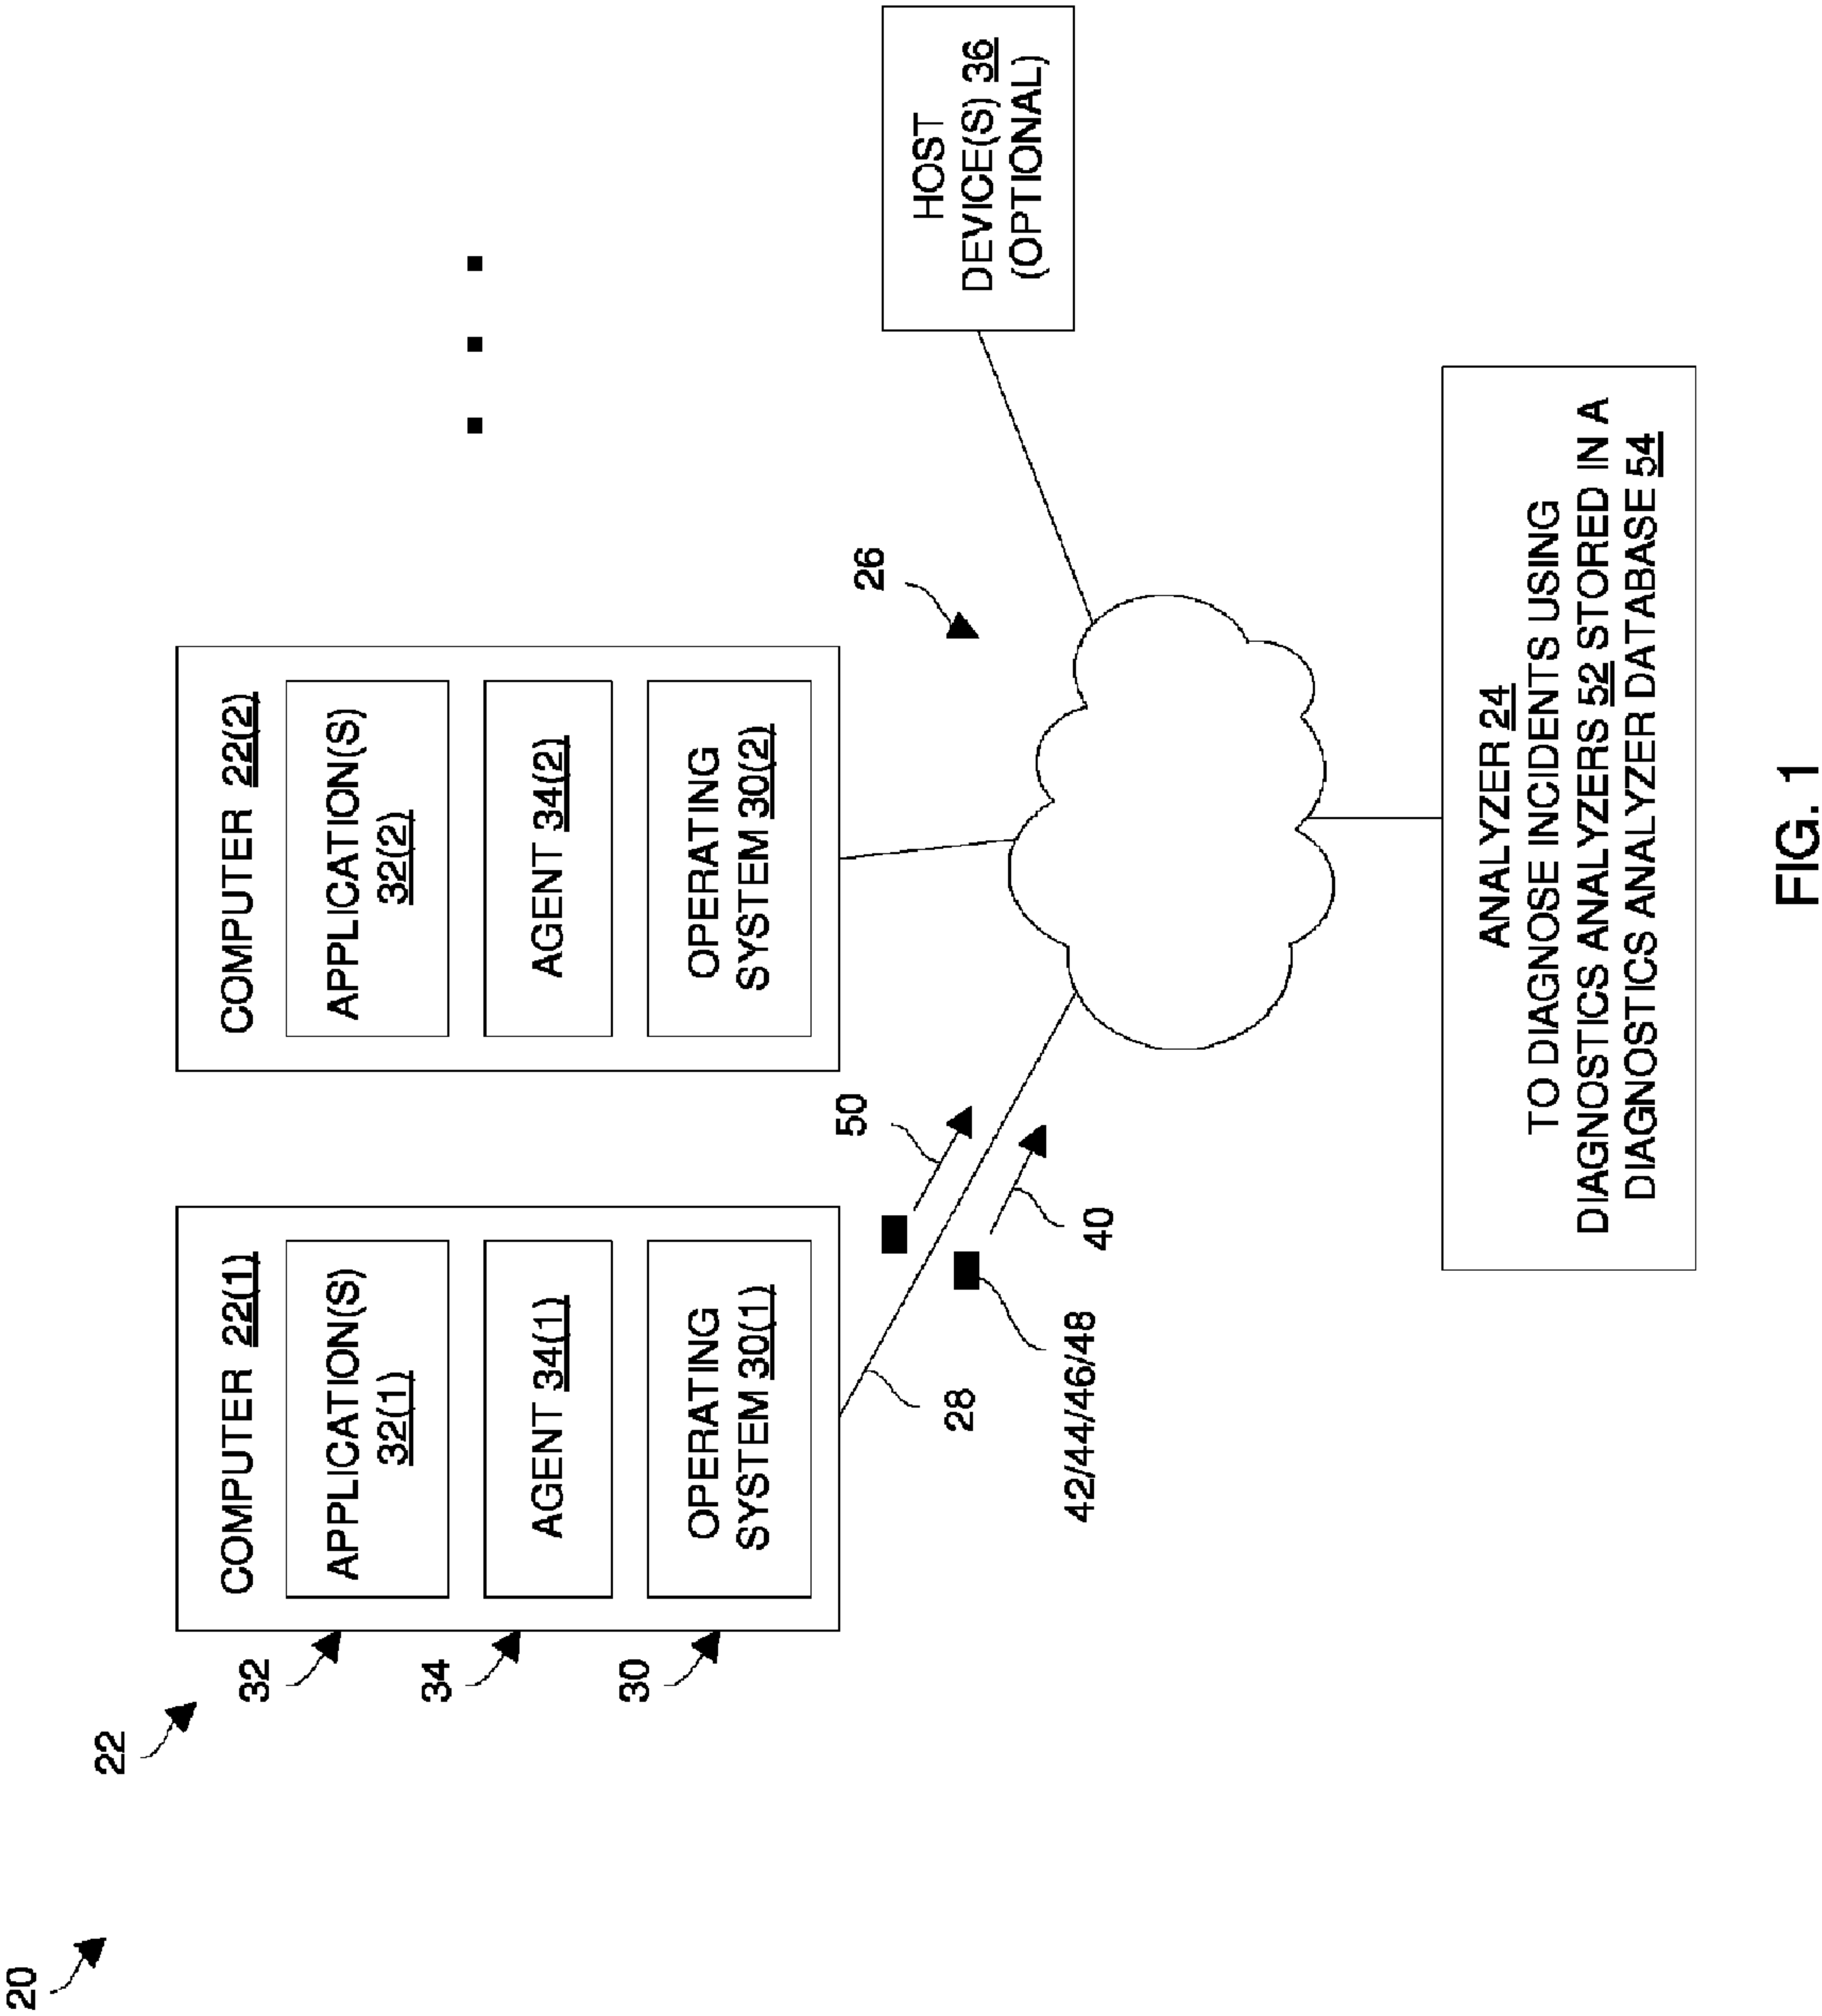 20
22
COMPUTER 22(1)
32
APPLICATION(S)
32(1)
34
AGENT 34(1)
30
OPERATING
SYSTEM 30(1)
COMPUTER 22(2)
APPLICATION(S)
32(2)
AGENT 34(2)
OPERATING
SYSTEM 30(2)
50
28
40
42/44/46/48
26
HOST
DEVICE(S) 36
(OPTIONAL)
ANALYZER 24
TO DIAGNOSE INCIDENTS USING
DIAGNOSTICS ANALYZERS 52 STORED IN A
DIAGNOSTICS ANALYZER DATABASE 54
FIG. 1